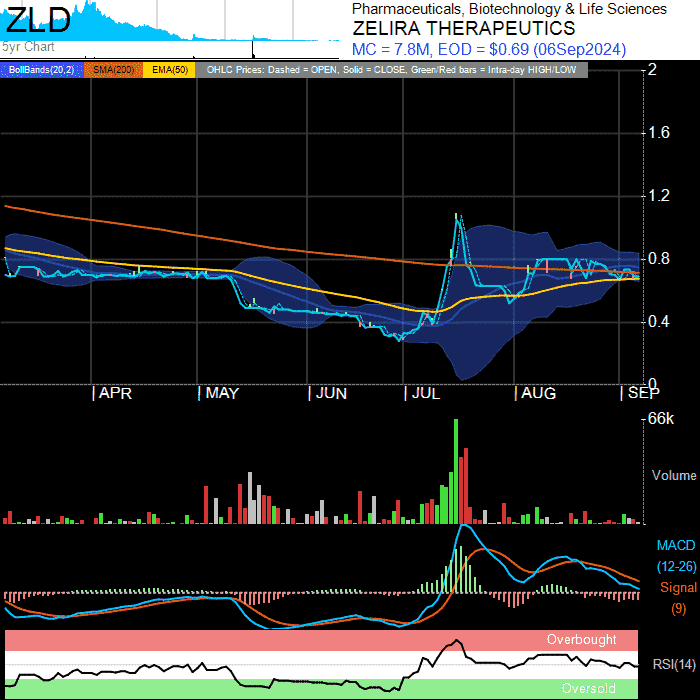 ZLD
5yr Chart
Pharmaceuticals, Biotechnology & Life Sciences
ZELIRA THERAPEUTICS
MC = 7.8M, EOD = $0.69 (06Sep2024)
BollBands(20,2) SMA(200) EMA(50) OHLC Prices: Dashed = OPEN, Solid = CLOSE, Green/Red bars = Intra-day HIGH/LOW
2
1.6
1.2
0.8
0.4
0
APR MAY JUN JUL AUG SEP
66k
Volume
MACD
(12-26)
Signal
(9)
Overbought
RSI(14)
Oversold